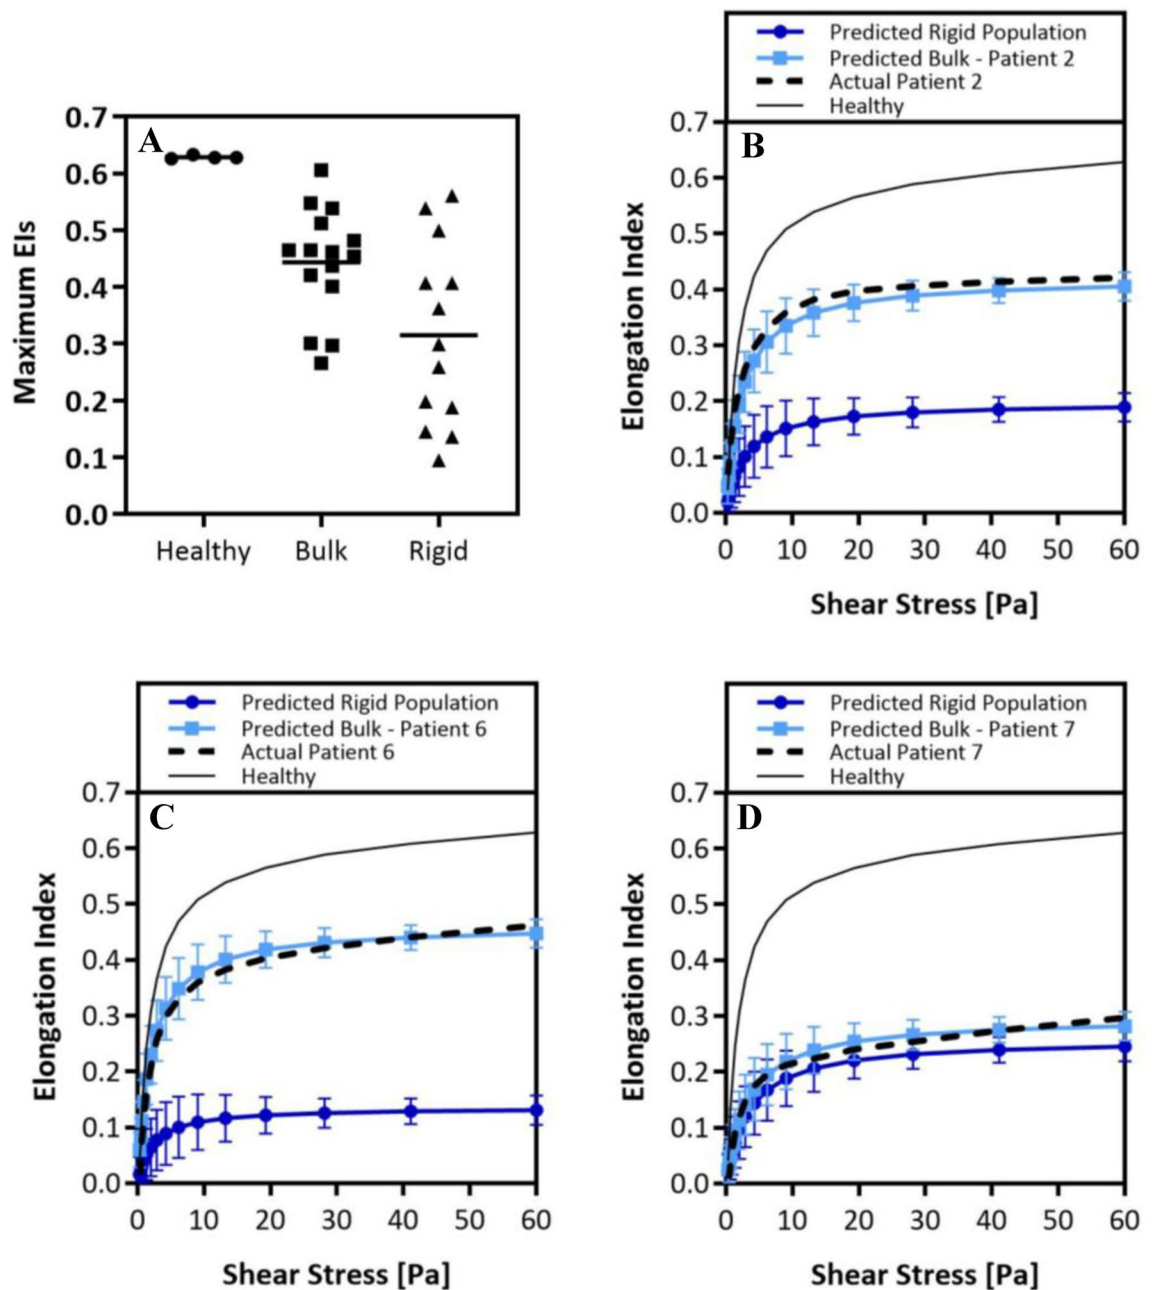 A
Maximum EIs
0.7
0.6
0.5
0.4
0.3
0.2
0.1
0.0
Healthy Bulk Rigid
Predicted Rigid Population
Predicted Bulk - Patient 2
Actual Patient 2
Healthy
B
Elongation Index
0.7
0.6
0.5
0.4
0.3
0.2
0.1
0.0
0 10 20 30 40 50 60
Shear Stress [Pa]
Predicted Rigid Population
Predicted Bulk - Patient 6
Actual Patient 6
Healthy
C
Elongation Index
0.7
0.6
0.5
0.4
0.3
0.2
0.1
0.0
0 10 20 30 40 50 60
Shear Stress [Pa]
Predicted Rigid Population
Predicted Bulk - Patient 7
Actual Patient 7
Healthy
D
Elongation Index
0.7
0.6
0.5
0.4
0.3
0.2
0.1
0.0
0 10 20 30 40 50 60
Shear Stress [Pa]